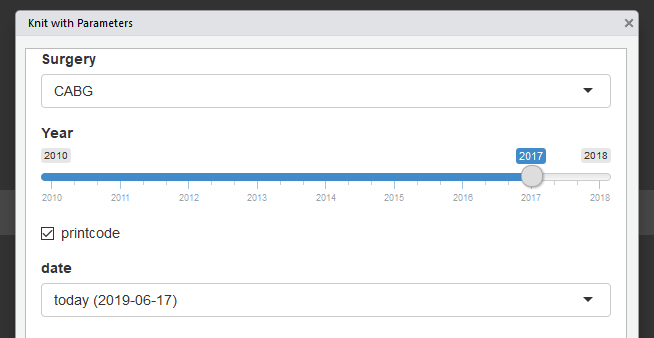 Knit with Parameters ×
Surgery
CABG
Year
2010 2017 2018
2010 2011 2012 2013 2014 2015 2016 2017 2018
printcode
date
today (2019-06-17)